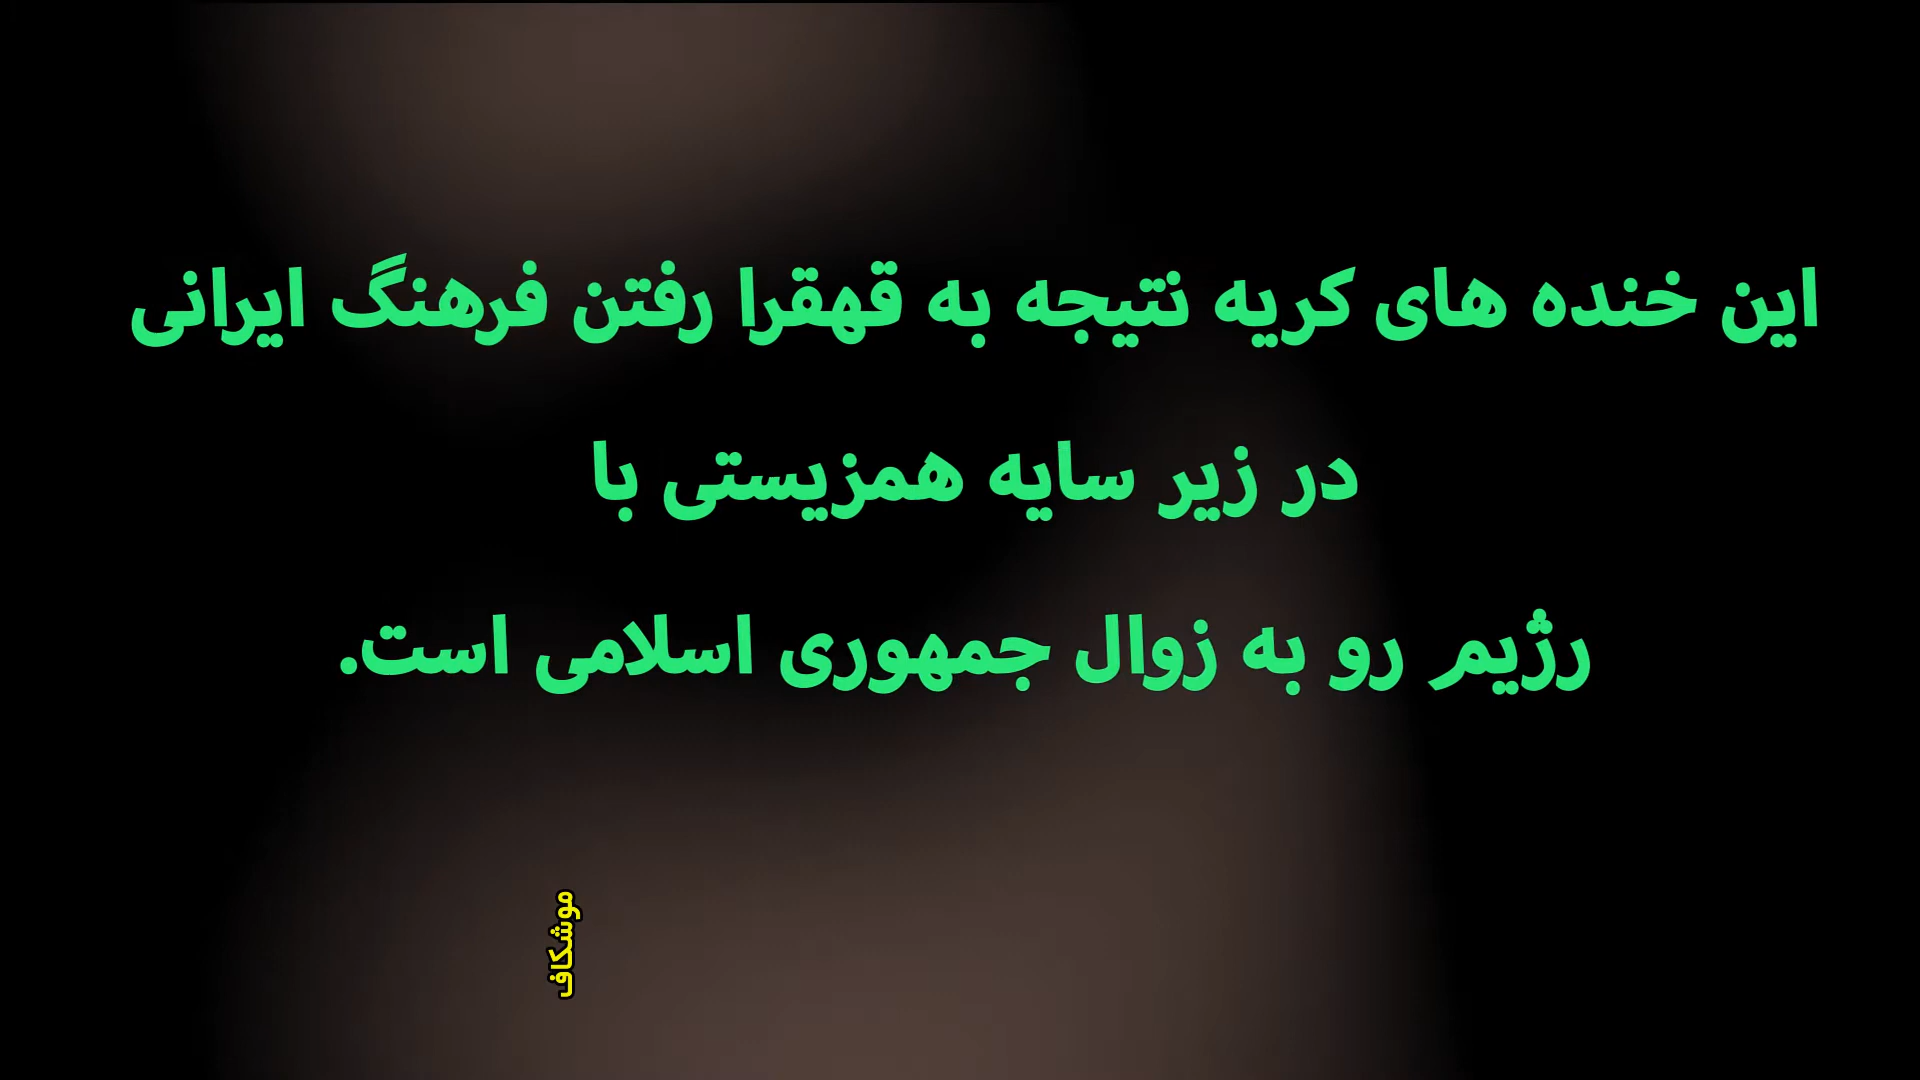 این خنده های کریه نتیجه به قهقرا رفتن فرهنگ ایرانی
در زیر سایه همزیستی با
رژیم رو به زوال جمهوری اسلامی است.
موشکاف